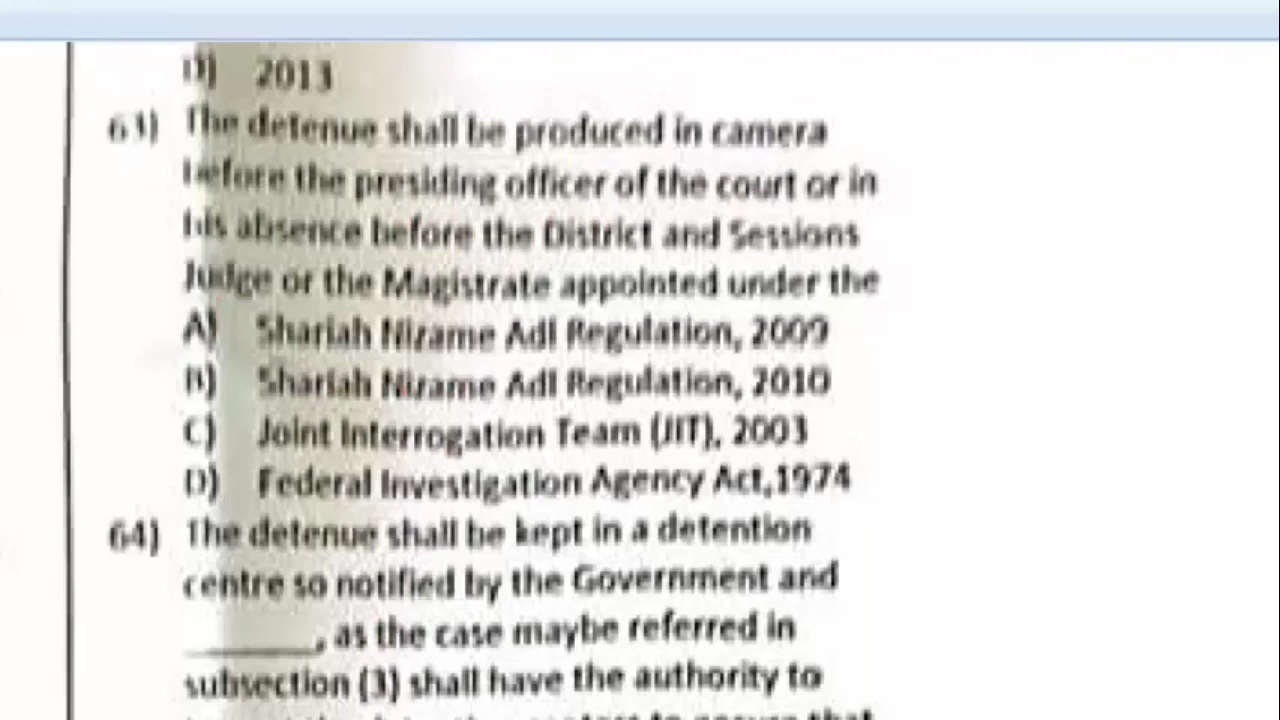 D) 2013
63) The detenue shall be produced in camera
before the presiding officer of the court or in
his absence before the District and Sessions
Judge or the Magistrate appointed under the
A) Shariah Nizame Adl Regulation, 2009
B) Shariah Nizame Adl Regulation, 2010
C) Joint Interrogation Team (JIT), 2003
D) Federal Investigation Agency Act,1974
64) The detenue shall be kept in a detention
centre so notified by the Government and
_______, as the case maybe referred in
subsection (3) shall have the authority to
that